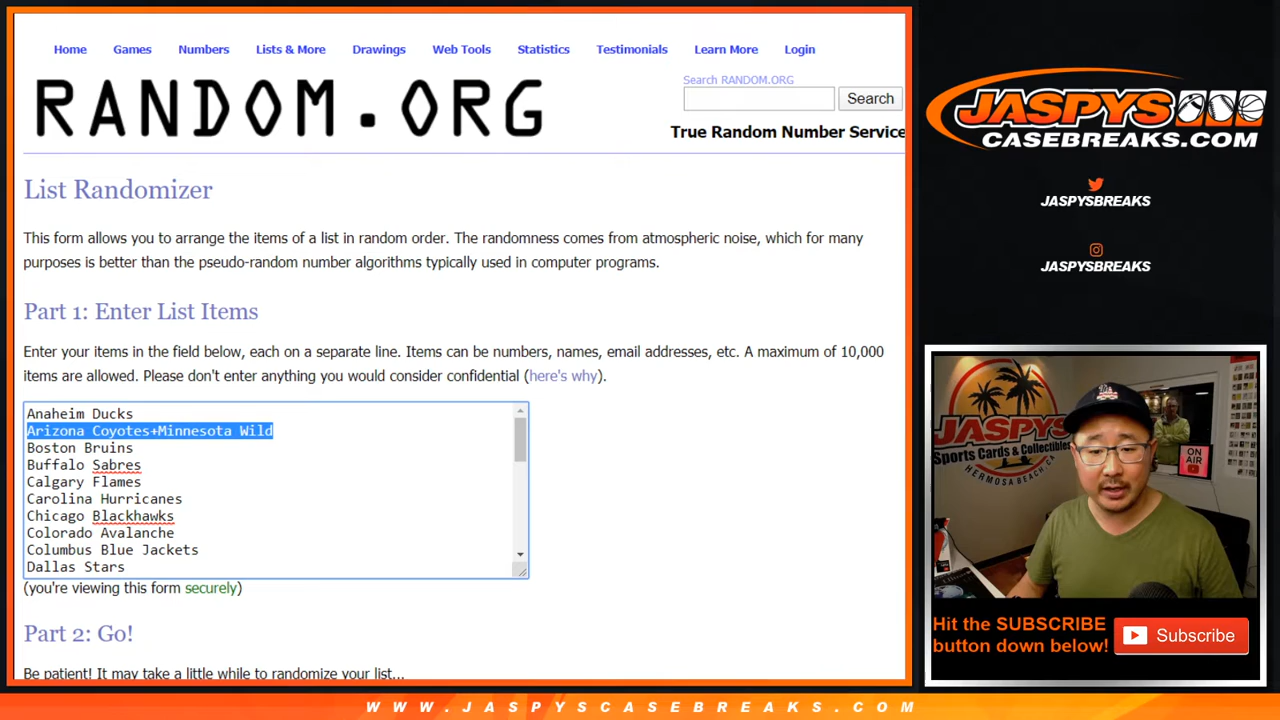 Home Games Numbers Lists & More Drawings Web Tools Statistics Testimonials Learn More Login
RANDOM.ORG
Search RANDOM.ORG
Search
True Random Number Service
List Randomizer
This form allows you to arrange the items of a list in random order. The randomness comes from atmospheric noise, which for many
purposes is better than the pseudo-random number algorithms typically used in computer programs.
Part 1: Enter List Items
Enter your items in the field below, each on a separate line. Items can be numbers, names, email addresses, etc. A maximum of 10,000
items are allowed. Please don't enter anything you would consider confidential (here's why).
Anaheim Ducks
Arizona Coyotes+Minnesota Wild
Boston Bruins
Buffalo Sabres
Calgary Flames
Carolina Hurricanes
Chicago Blackhawks
Colorado Avalanche
Columbus Blue Jackets
Dallas Stars
(you're viewing this form securely)
Part 2: Go!
Be patient! It may take a little while to randomize your list...
JASPYS
CASEBREAKS.COM
JASPYSBREAKS
JASPYSBREAKS
JASPYS
Sports Cards & Collectibles
HERMOSA BEACH, CA
ON AIR
Hit the SUBSCRIBE
button down below!
Subscribe
WWW.JASPYSCASEBREAKS.COM